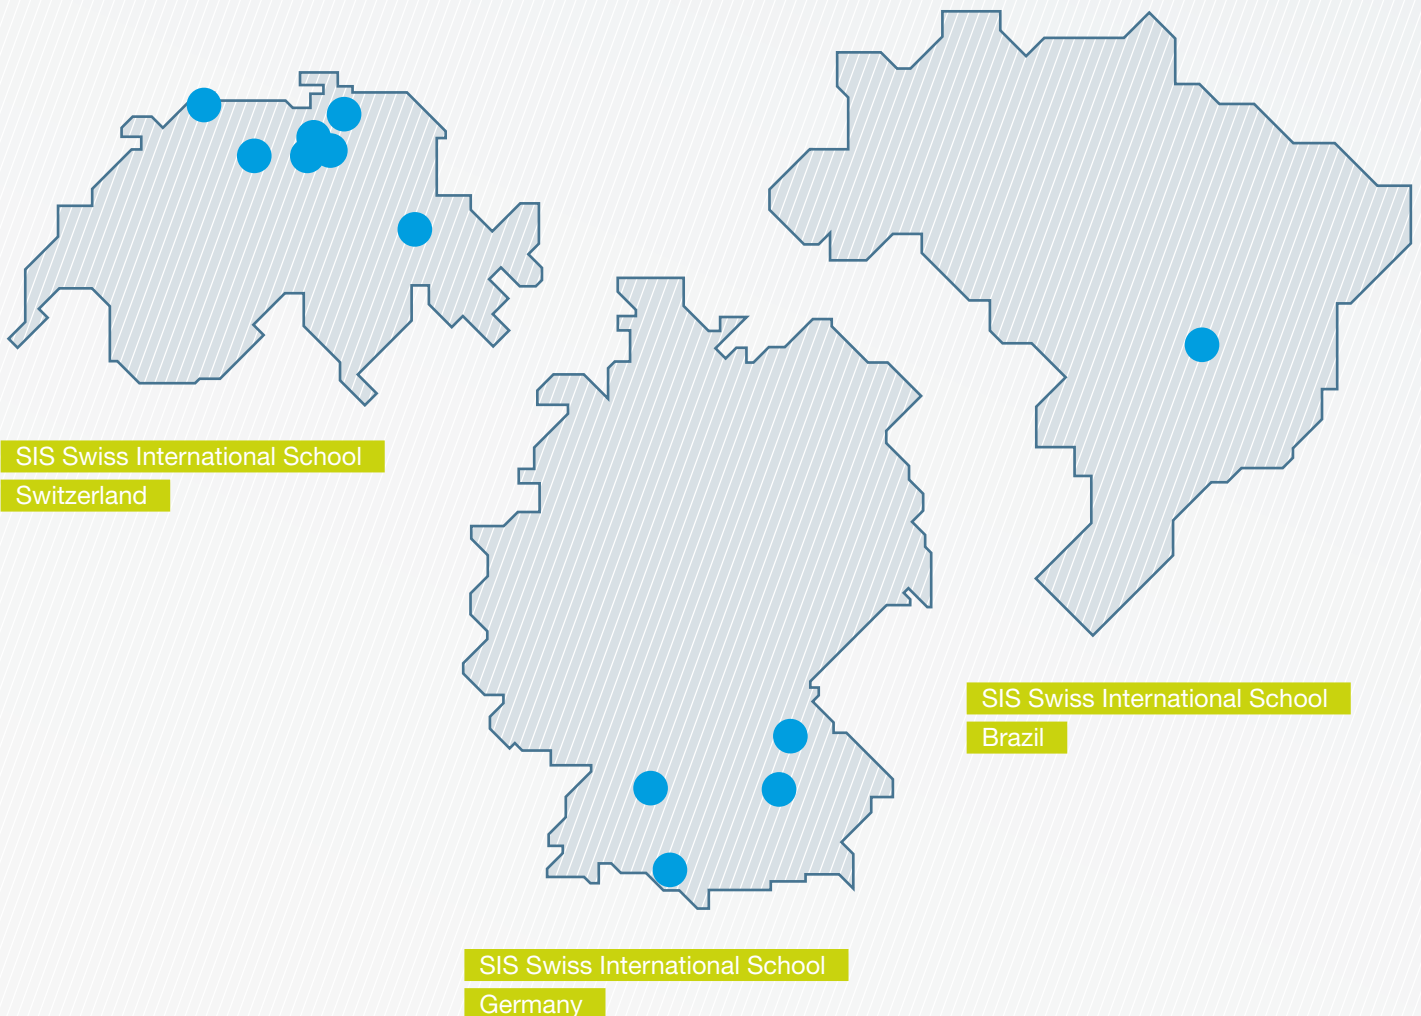 SIS Swiss International School
Switzerland
SIS Swiss International School
Brazil
SIS Swiss International School
Germany